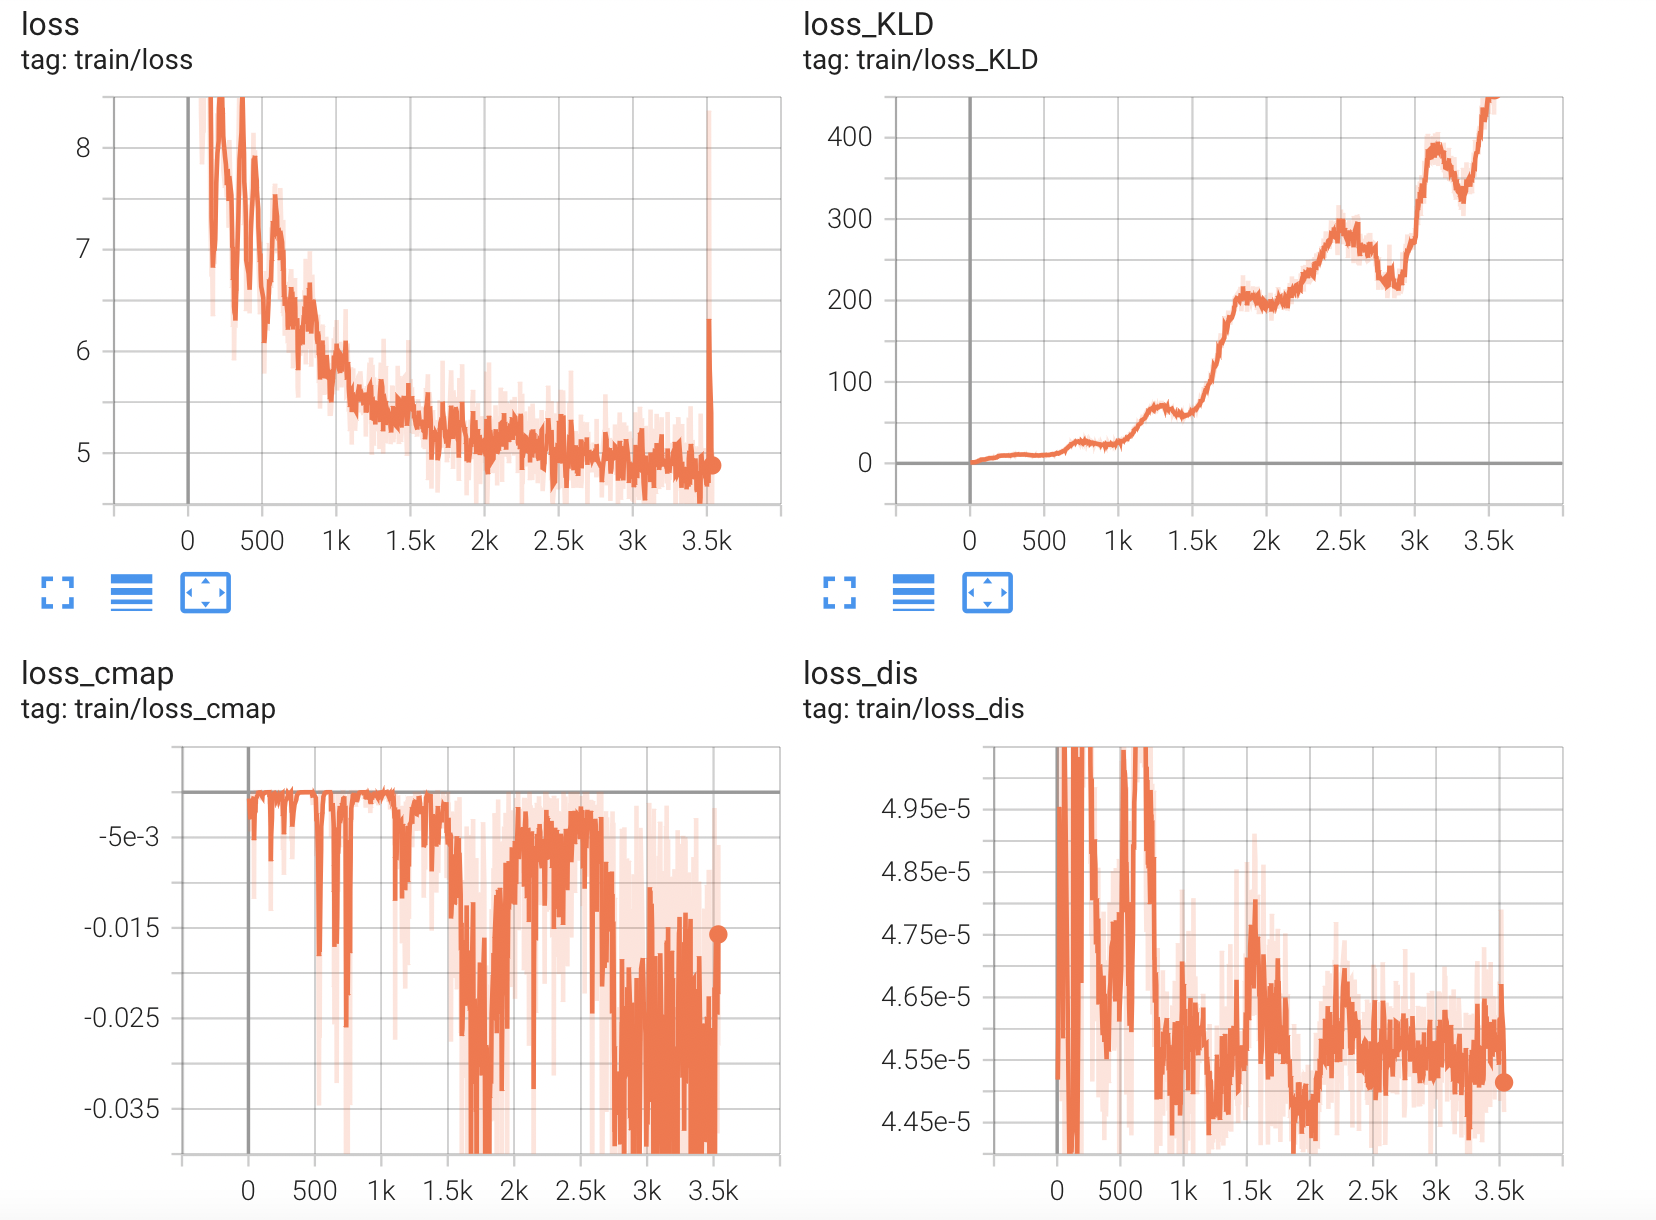 loss
tag: train/loss
8
7
6
5
0 500 1k 1.5k 2k 2.5k 3k 3.5k
loss_KLD
tag: train/loss_KLD
400
300
200
100
0
0 500 1k 1.5k 2k 2.5k 3k 3.5k
loss_cmap
tag: train/loss_cmap
-5e-3
-0.015
-0.025
-0.035
0 500 1k 1.5k 2k 2.5k 3k 3.5k
loss_dis
tag: train/loss_dis
4.95e-5
4.85e-5
4.75e-5
4.65e-5
4.55e-5
4.45e-5
0 500 1k 1.5k 2k 2.5k 3k 3.5k